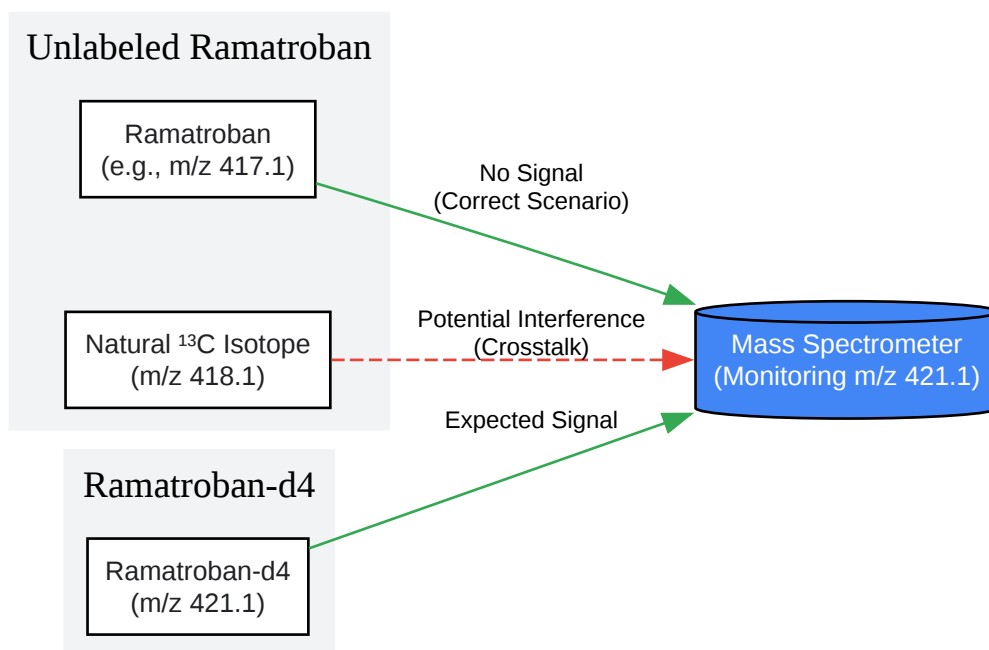 Unlabeled Ramatroban
Ramatroban
(e.g., m/z 417.1)
No Signal
(Correct Scenario)
Natural ¹³C Isotope
(m/z 418.1)
Potential Interference
(Crosstalk)
Mass Spectrometer
(Monitoring m/z 421.1)
Expected Signal
Ramatroban-d4
Ramatroban-d4
(m/z 421.1)